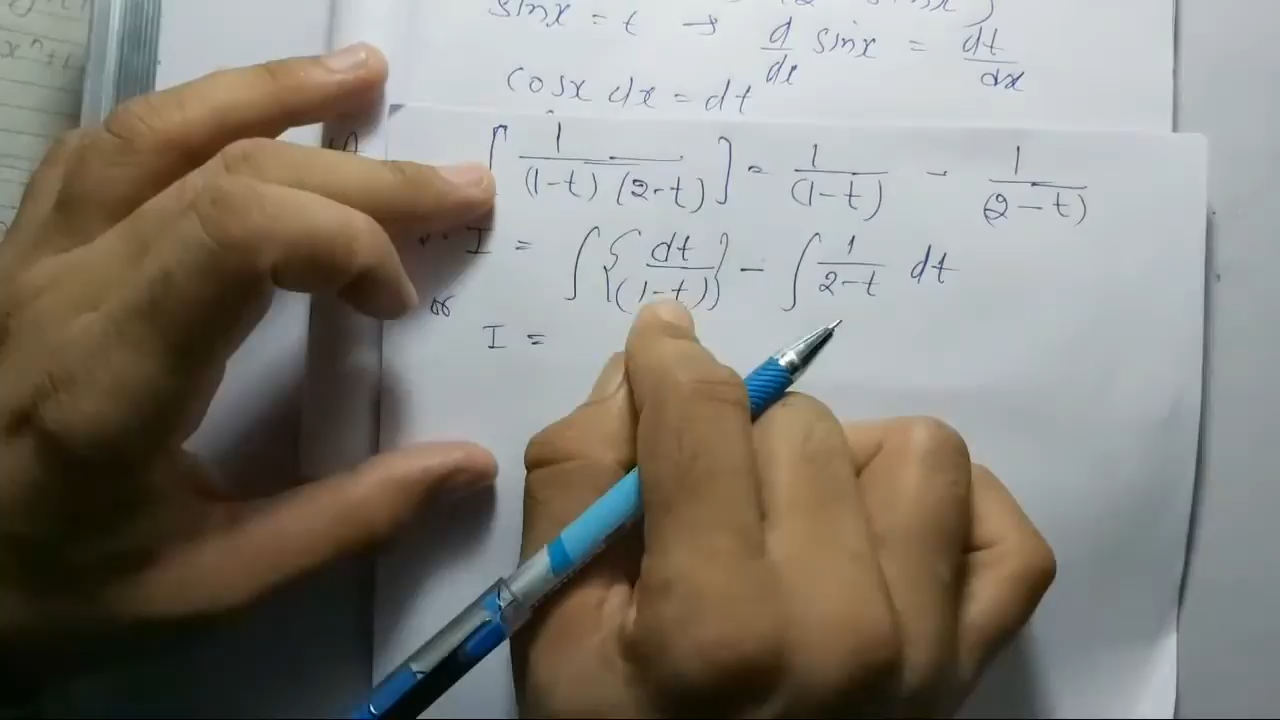 sinx = t → d/dx sinx = dt/dx
cosx dx = dt
[ 1/((1-t) (2-t)) ] = 1/(1-t) - 1/(2-t)
I = ∫ { dt/(1-t) } - ∫ 1/(2-t) dt
or
I =